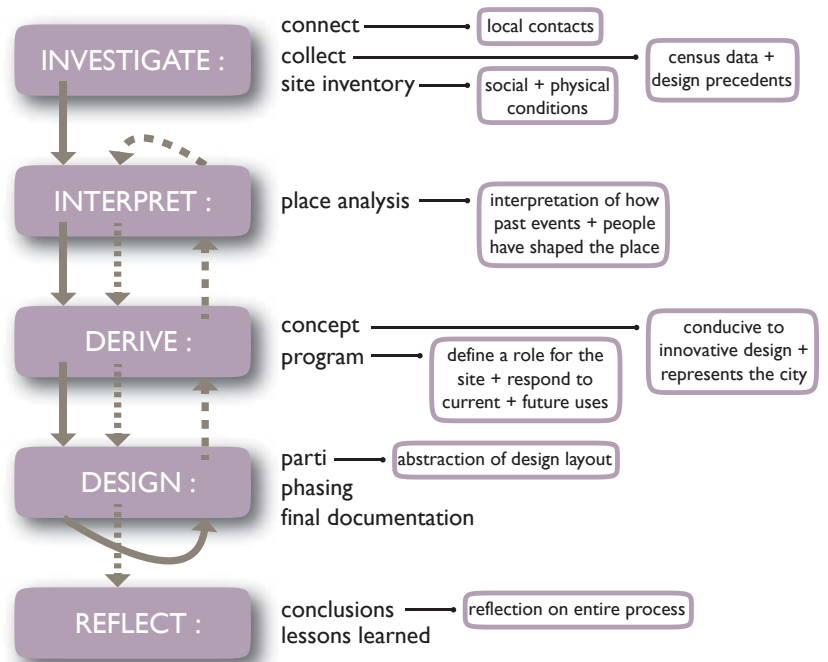 INVESTIGATE :
connect
local contacts
collect
census data +
design precedents
site inventory
social + physical
conditions
INTERPRET :
place analysis
interpretation of how
past events + people
have shaped the place
DERIVE :
concept
conducive to
innovative design +
represents the city
program
define a role for the
site + respond to
current + future uses
DESIGN :
parti
abstraction of design layout
phasing
final documentation
REFLECT :
conclusions
reflection on entire process
lessons learned